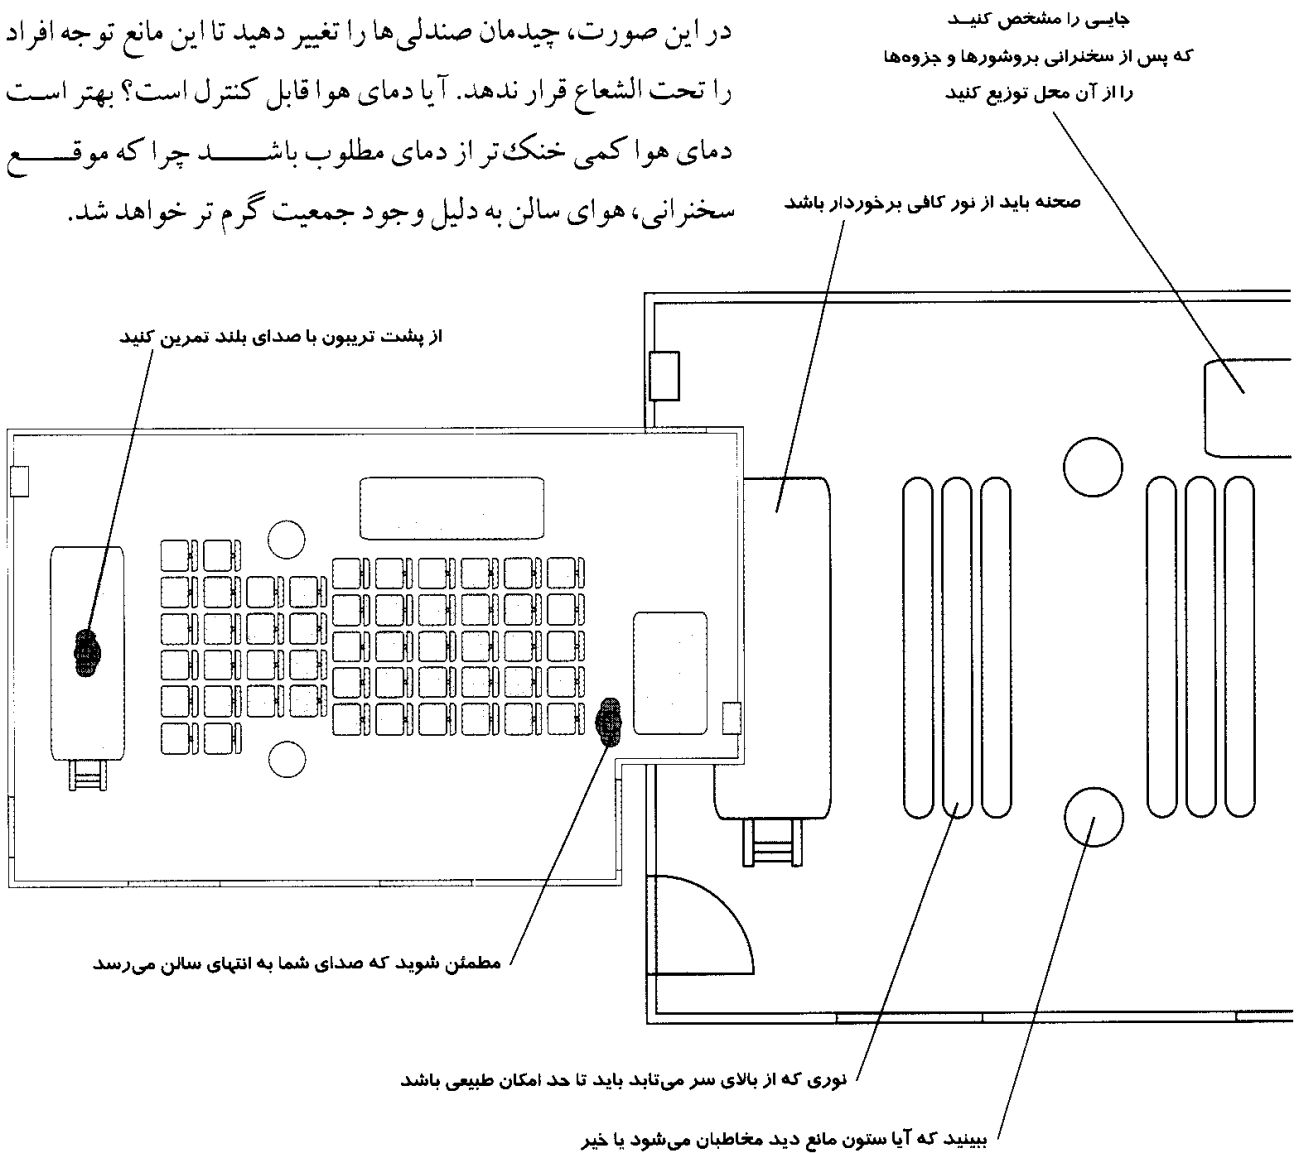 در این صورت، چیدمان صندلی‌ها را تغییر دهید تا این مانع توجه افراد
را تحت الشعاع قرار ندهد. آیا دمای هوا قابل کنترل است؟ بهتر است
دمای هوا کمی خنک‌تر از دمای مطلوب باشد چرا که موقع
سخنرانی، هوای سالن به دلیل وجود جمعیت گرم تر خواهد شد.
جایی را مشخص کنید
که پس از سخنرانی بروشورها و جزوه‌ها
را از آن محل توزیع کنید
صحنه باید از نور کافی برخوردار باشد
از پشت تریبون با صدای بلند تمرین کنید
مطمئن شوید که صدای شما به انتهای سالن می‌رسد
نوری که از بالای سر می‌تابد باید تا حد امکان طبیعی باشد
ببینید که آیا ستون مانع دید مخاطبان می‌شود یا خیر